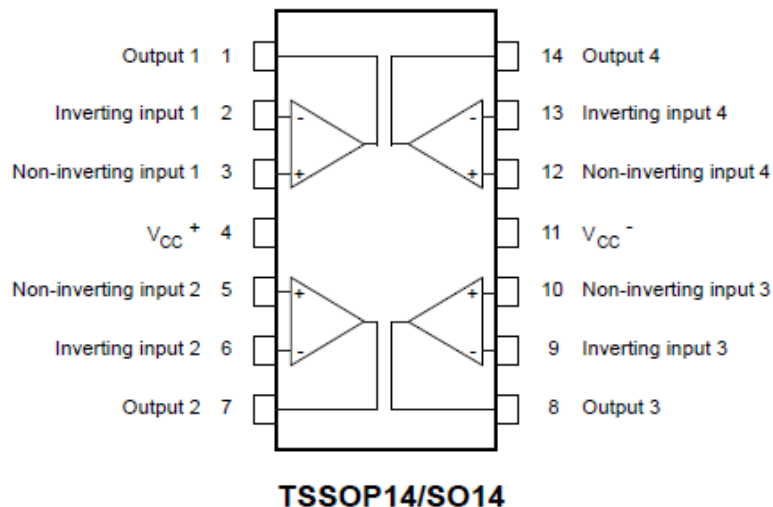 Output 1 1 14 Output 4
Inverting input 1 2 - - 13 Inverting input 4
Non-inverting input 1 3 + + 12 Non-inverting input 4
VCC + 4 11 VCC -
Non-inverting input 2 5 + + 10 Non-inverting input 3
Inverting input 2 6 - - 9 Inverting input 3
Output 2 7 8 Output 3
TSSOP14/SO14